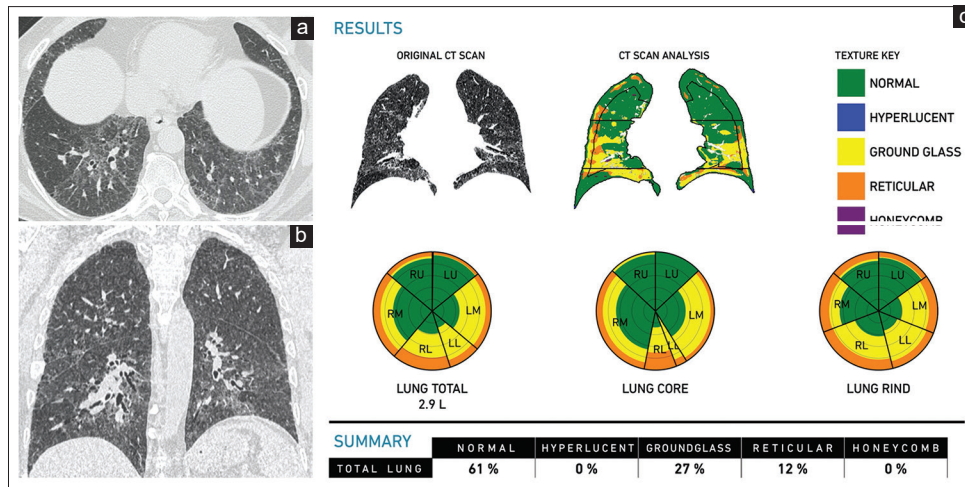 a
b
c
RESULTS
ORIGINAL CT SCAN
CT SCAN ANALYSIS
TEXTURE KEY
NORMAL
HYPERLUCENT
GROUND GLASS
RETICULAR
HONEYCOMB
RU LU
RM LM
RL LL
LUNG TOTAL
2.9 L
RU LU
RM LM
RL LL
LUNG CORE
RU LU
RM LM
RL LL
LUNG RIND
SUMMARY
NORMAL HYPERLUCENT GROUNDGLASS RETICULAR HONEYCOMB
TOTAL LUNG 61 % 0 % 27 % 12 % 0 %